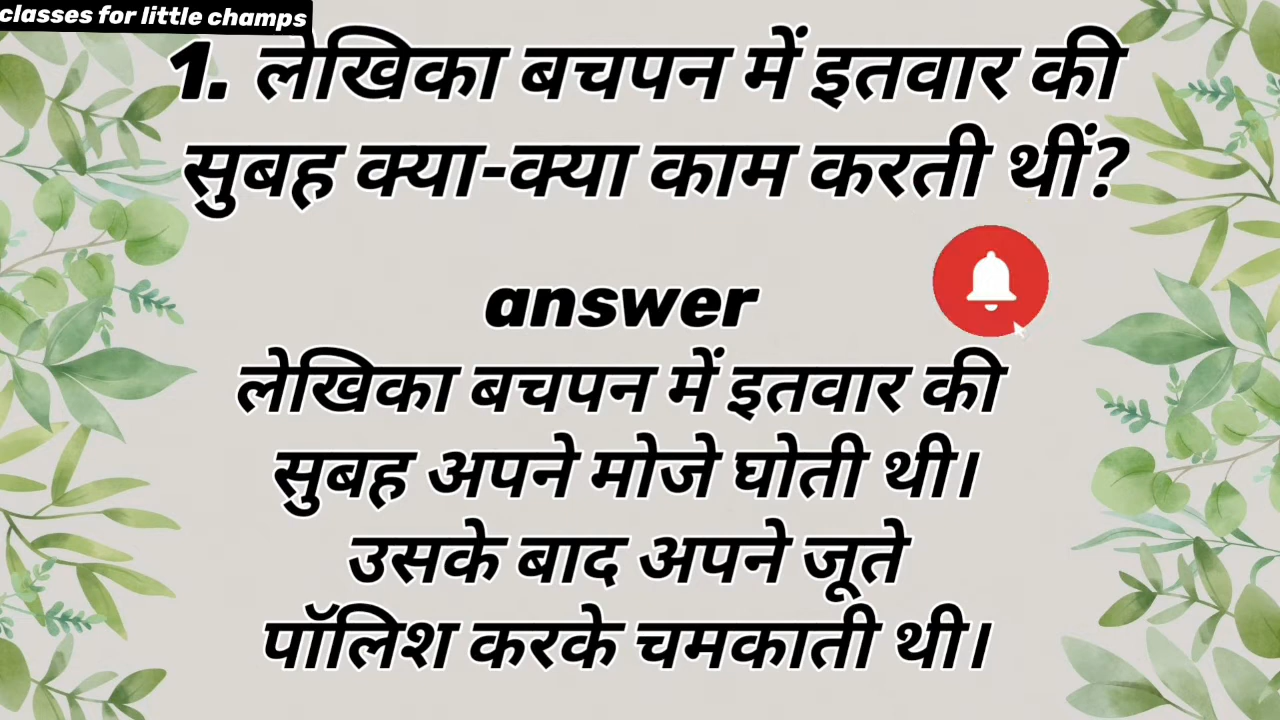 classes for little champs
1. लेखिका बचपन में इतवार की
सुबह क्या-क्या काम करती थीं?
answer
लेखिका बचपन में इतवार की
सुबह अपने मोजे घोती थी।
उसके बाद अपने जूते
पॉलिश करके चमकाती थी।